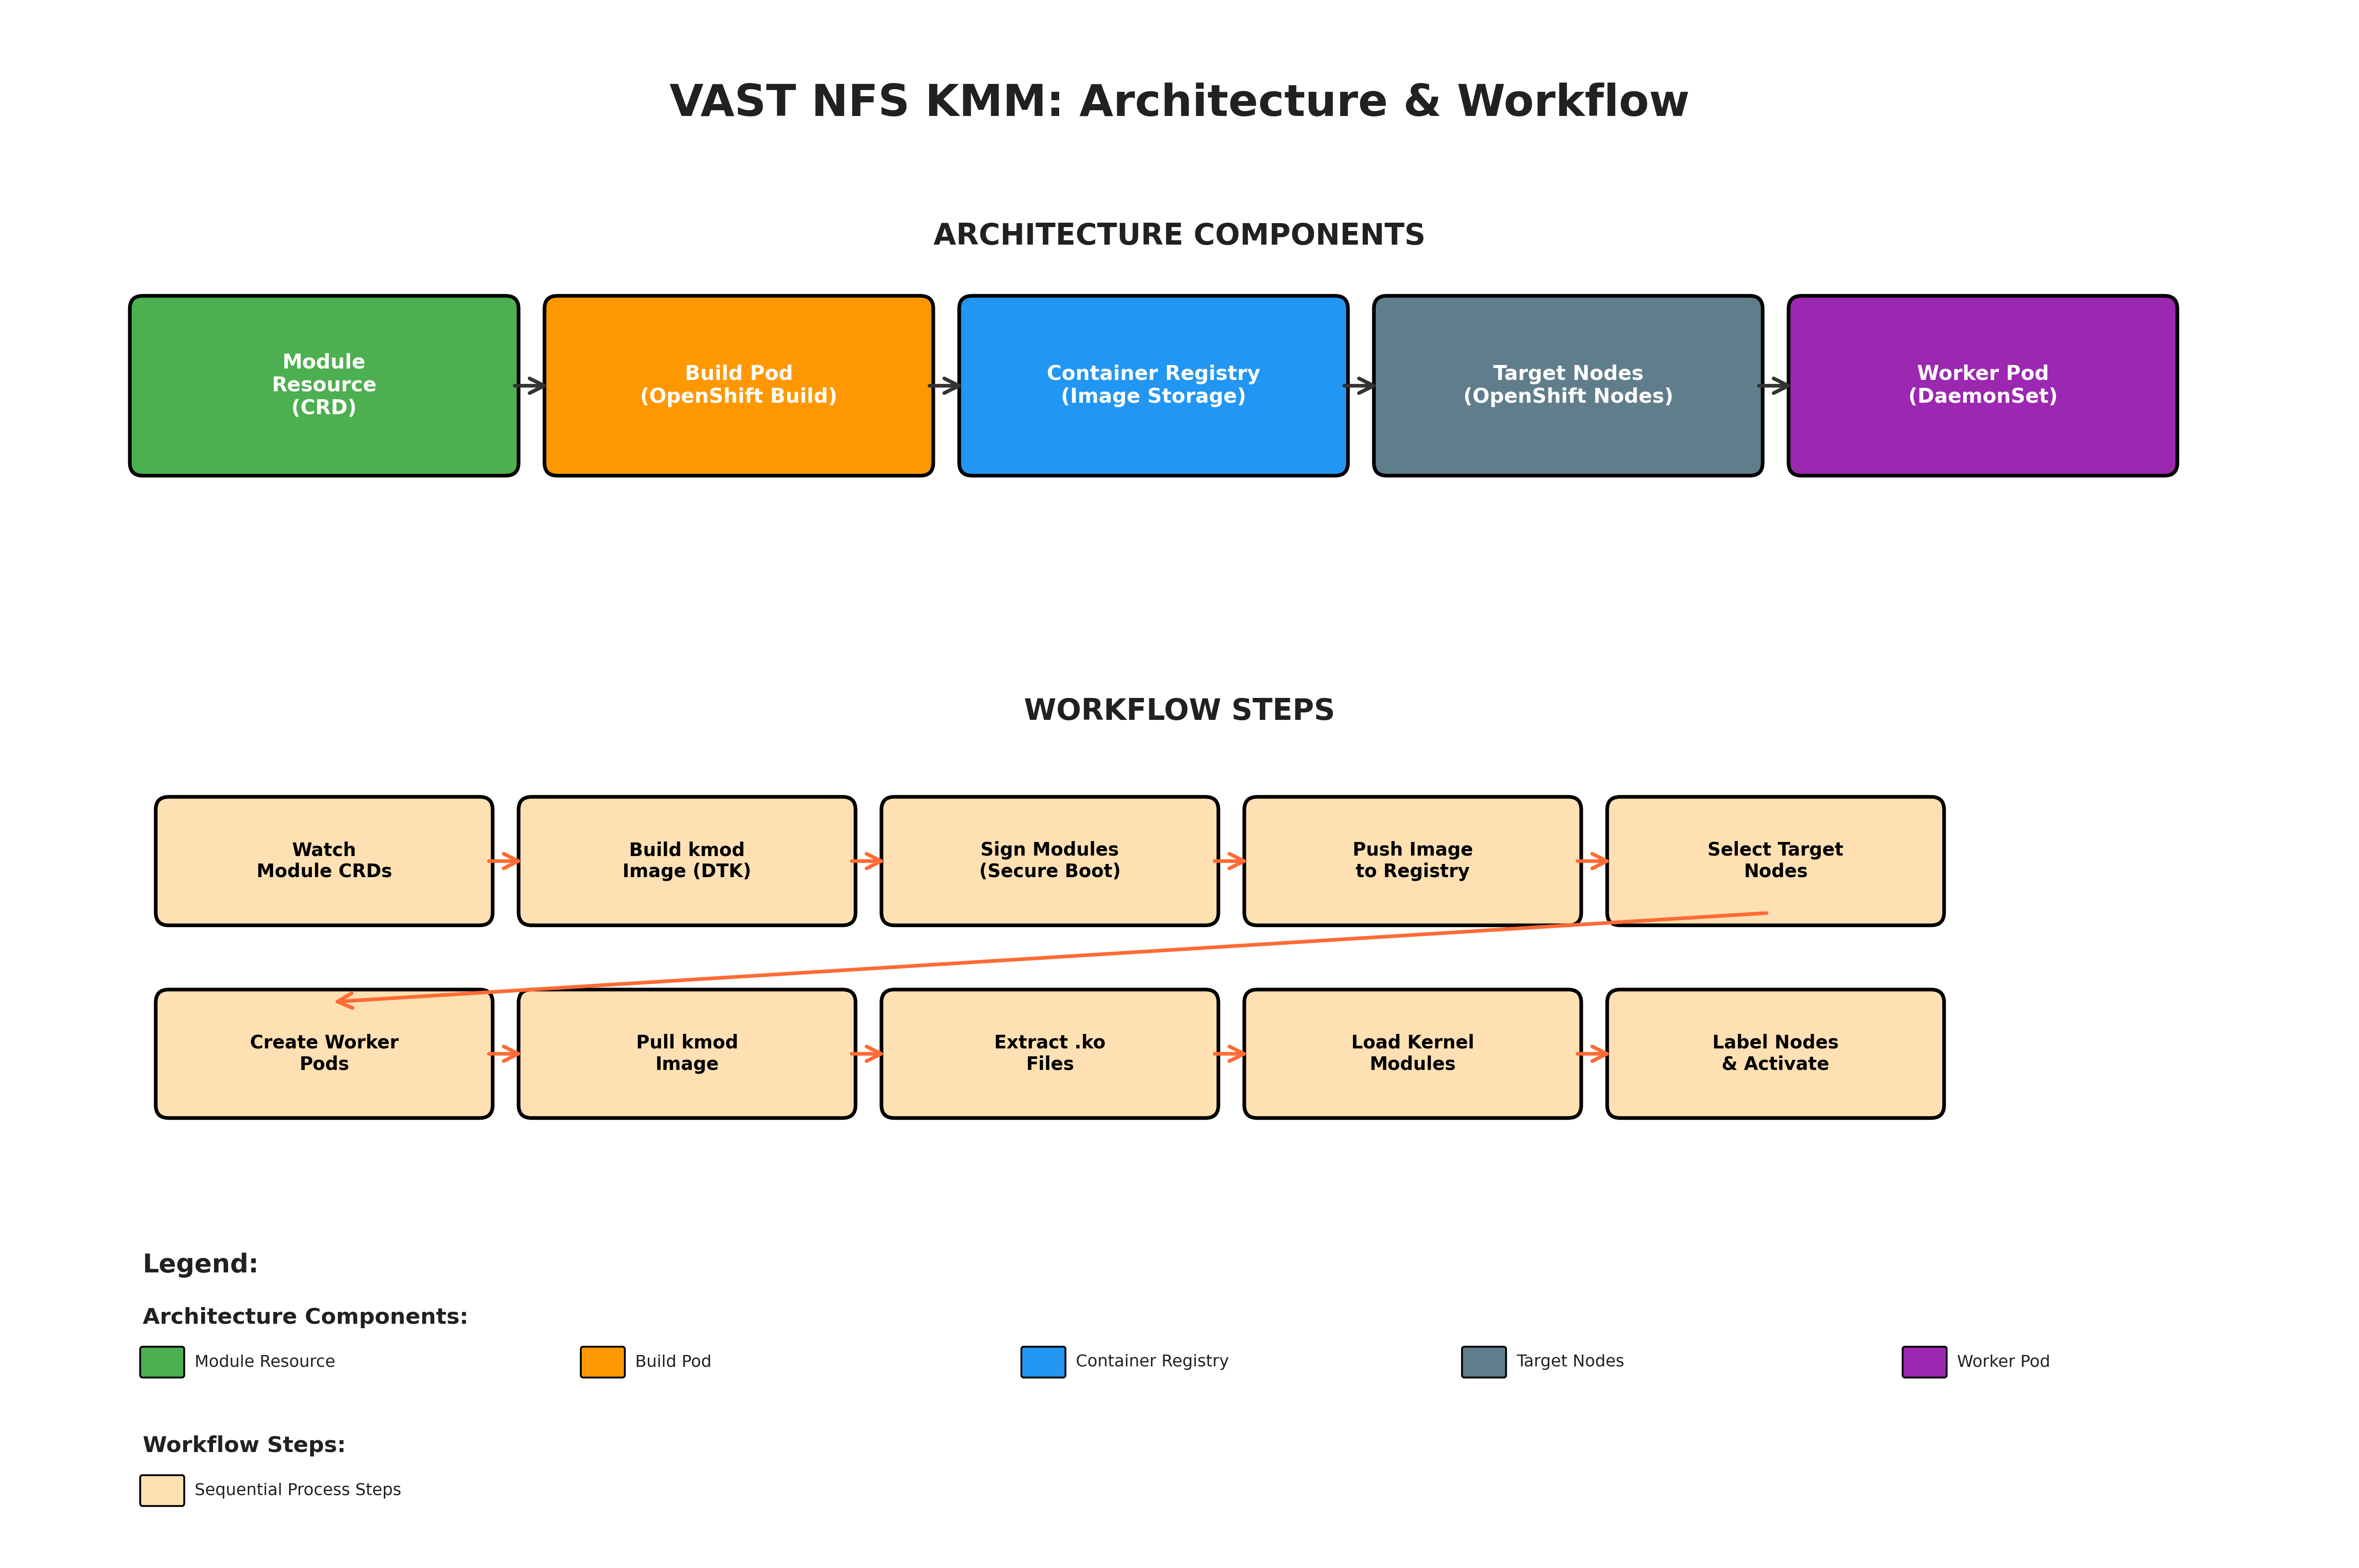 VAST NFS KMM: Architecture & Workflow
ARCHITECTURE COMPONENTS
Module
Resource
(CRD)
Build Pod
(OpenShift Build)
Container Registry
(Image Storage)
Target Nodes
(OpenShift Nodes)
Worker Pod
(DaemonSet)
WORKFLOW STEPS
Watch
Module CRDs
Build kmod
Image (DTK)
Sign Modules
(Secure Boot)
Push Image
to Registry
Select Target
Nodes
Create Worker
Pods
Pull kmod
Image
Extract .ko
Files
Load Kernel
Modules
Label Nodes
& Activate
Legend:
Architecture Components:
Module Resource
Build Pod
Container Registry
Target Nodes
Worker Pod
Workflow Steps:
Sequential Process Steps